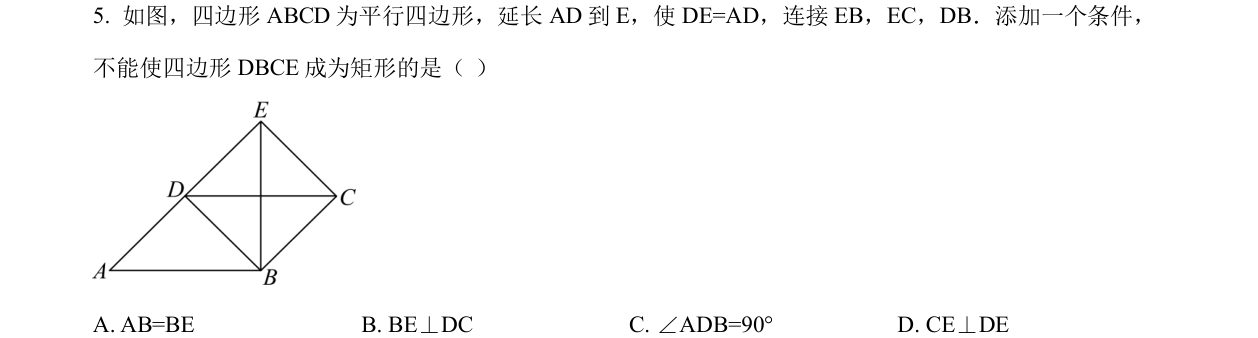 5. 如图，四边形 ABCD 为平行四边形，延长 AD 到 E，使 DE=AD，连接 EB，EC，DB．添加一个条件，
不能使四边形 DBCE 成为矩形的是（ ）
E
D
C
A
B
A. AB=BE B. BE⊥DC C. ∠ADB=90° D. CE⊥DE